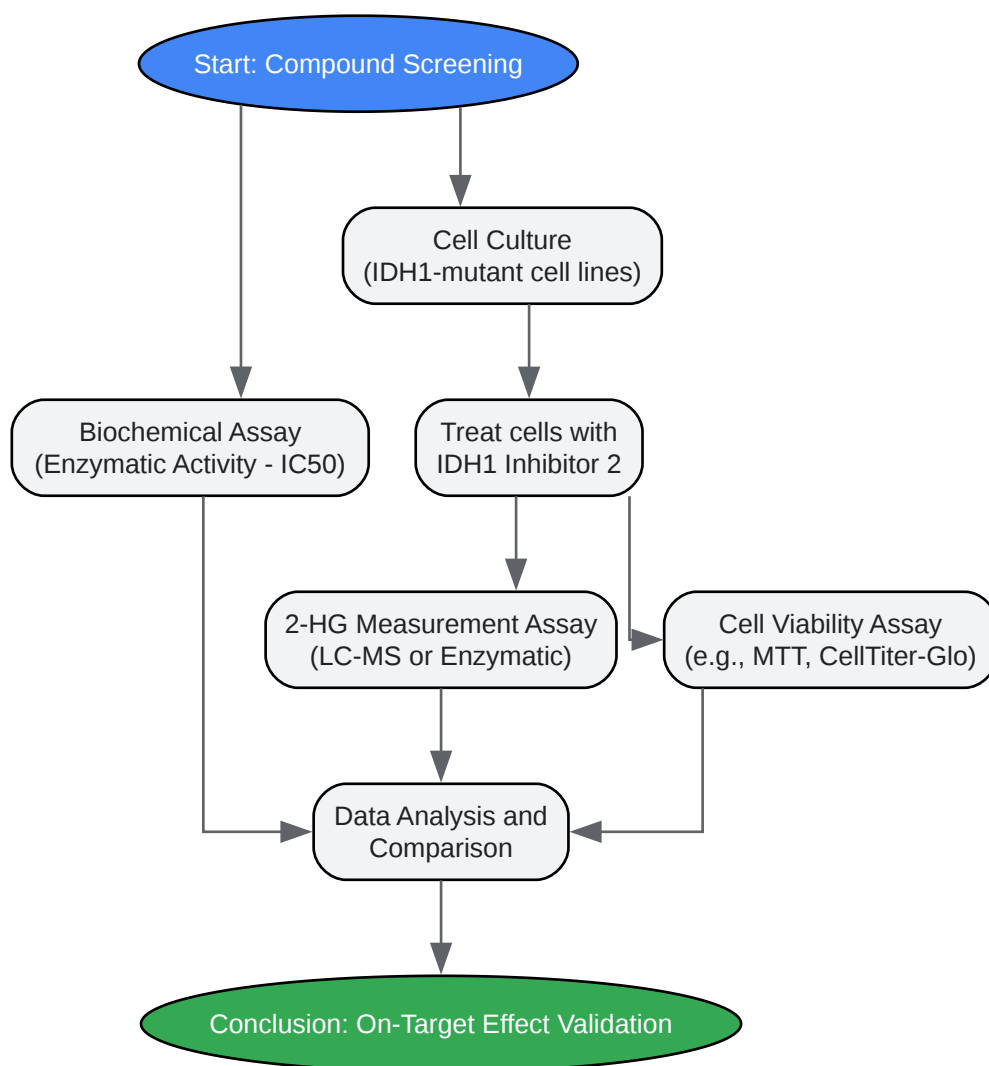 Start: Compound Screening
Cell Culture
(IDH1-mutant cell lines)
Biochemical Assay
(Enzymatic Activity - IC50)
Treat cells with
IDH1 Inhibitor 2
2-HG Measurement Assay
(LC-MS or Enzymatic)
Cell Viability Assay
(e.g., MTT, CellTiter-Glo)
Data Analysis and
Comparison
Conclusion: On-Target Effect Validation